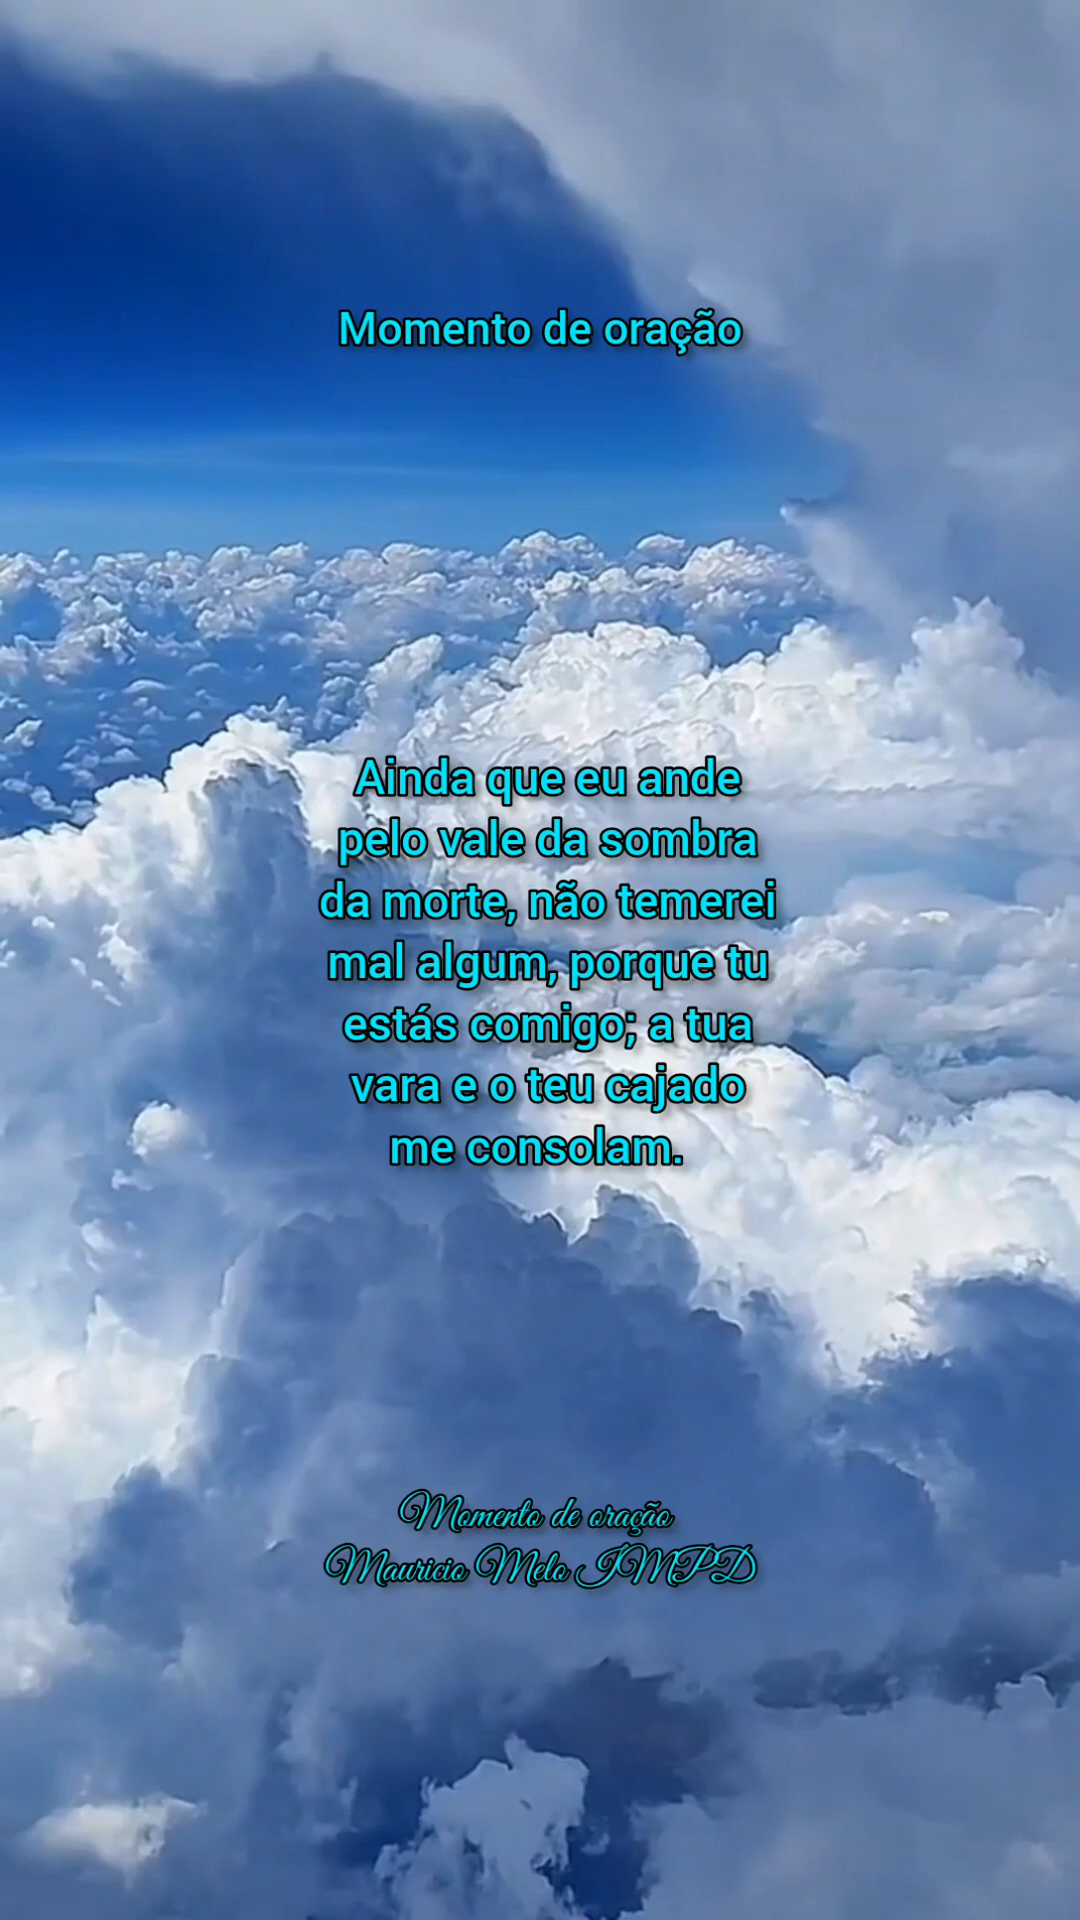 Momento de oração
Ainda que eu ande
pelo vale da sombra
da morte, não temerei
mal algum, porque tu
estás comigo; a tua
vara e o teu cajado
me consolam.
Momento de oração
Mauricio Melo IMPD